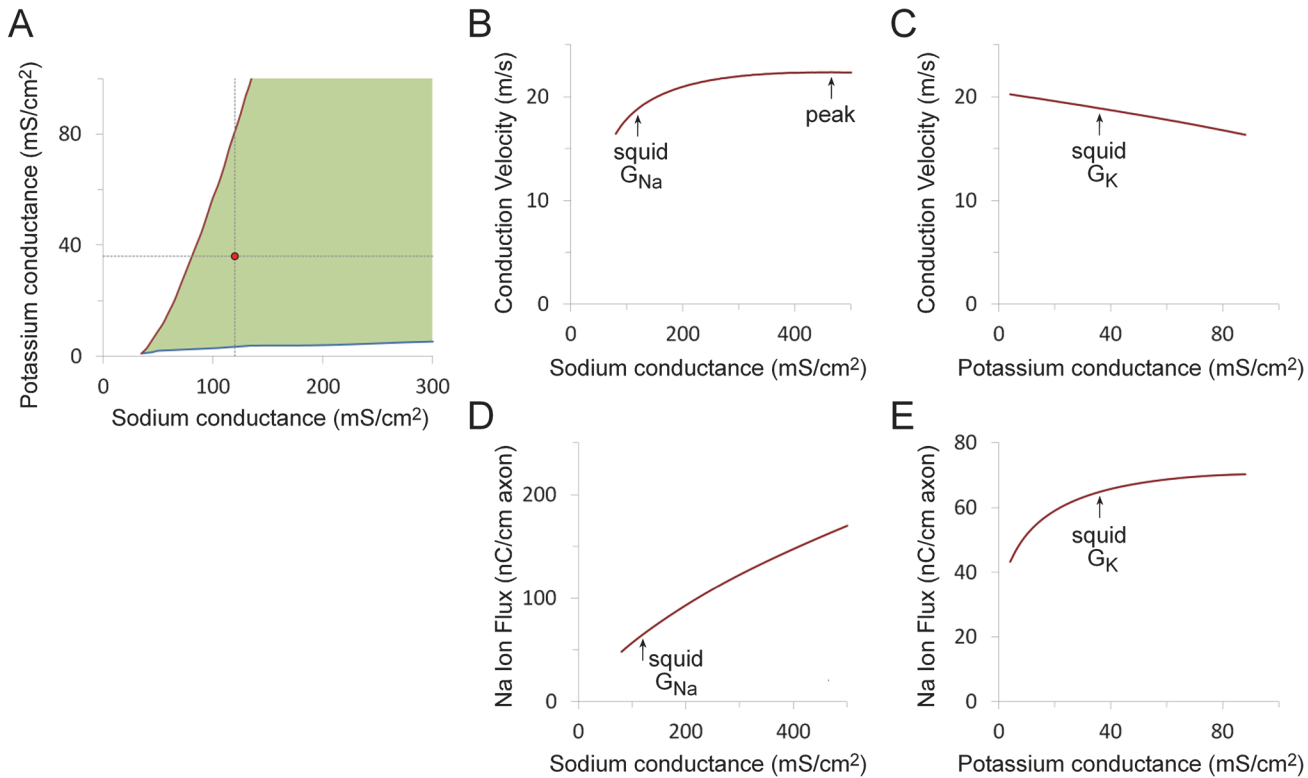 A
Potassium conductance (mS/cm2)
80
40
0
0 100 200 300
Sodium conductance (mS/cm2)
B
Conduction Velocity (m/s)
20
10
0
squid
GNa
peak
0 200 400
Sodium conductance (mS/cm2)
C
Conduction Velocity (m/s)
20
10
0
squid
GK
0 40 80
Potassium conductance (mS/cm2)
D
Na Ion Flux (nC/cm axon)
200
100
0
squid
GNa
0 200 400
Sodium conductance (mS/cm2)
E
Na Ion Flux (nC/cm axon)
80
60
40
20
0
squid
GK
0 40 80
Potassium conductance (mS/cm2)